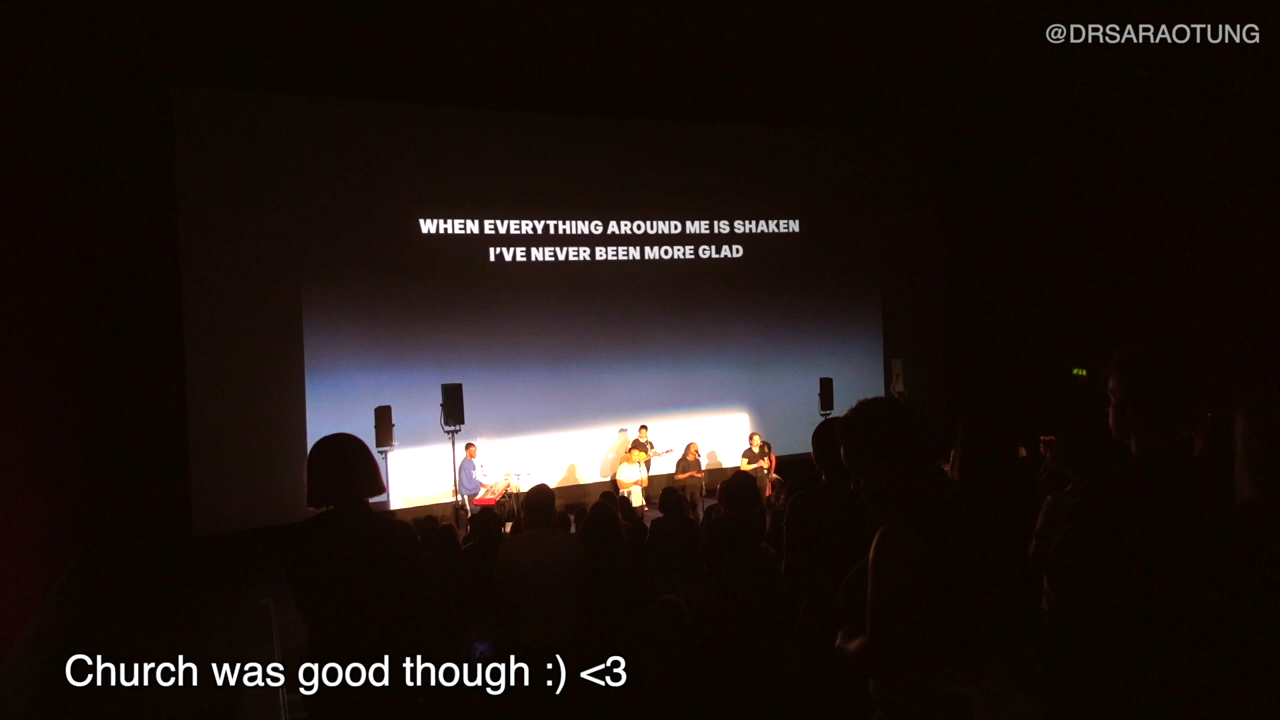 @DRSARAOTUNG
WHEN EVERYTHING AROUND ME IS SHAKEN
I'VE NEVER BEEN MORE GLAD
Church was good though :) <3